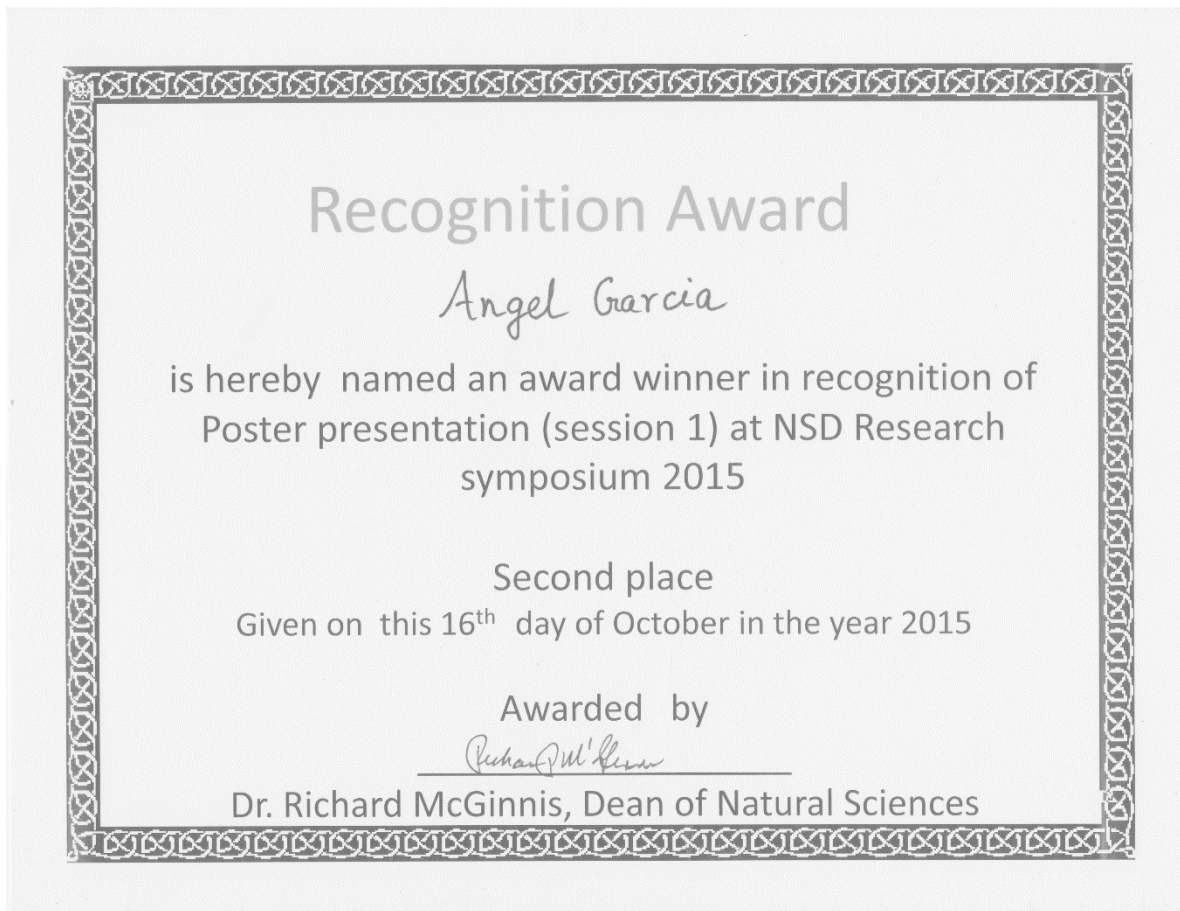 Recognition Award
Angel Garcia
is hereby named an award winner in recognition of
Poster presentation (session 1) at NSD Research
symposium 2015
Second place
Given on this 16th day of October in the year 2015
Awarded by
Dr. Richard McGinnis, Dean of Natural Sciences